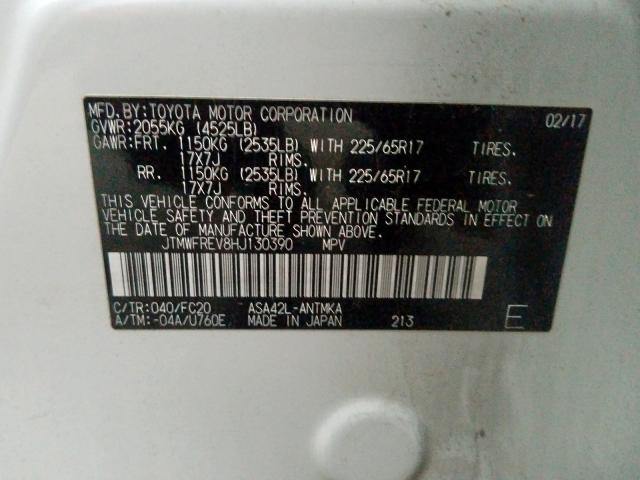 MFD.BY:TOYOTA MOTOR CORPORATION 02/17
GVWR:2055KG (4525LB)
GAWR:FRT. 1150KG (2535LB) WITH 225/65R17 TIRES.
17X7J RIMS.
RR. 1150KG (2535LB) WITH 225/65R17 TIRES.
17X7J RIMS.
THIS VEHICLE CONFORMS TO ALL APPLICABLE FEDERAL MOTOR
VEHICLE SAFETY AND THEFT PREVENTION STANDARDS IN EFFECT ON
THE DATE OF MANUFACTURE SHOWN ABOVE.
JTMWFREV8HJ130390 MPV
C/TR:040/FC20 ASA42L-ANTMKA
A/TM:-04A/U760E MADE IN JAPAN 213 E